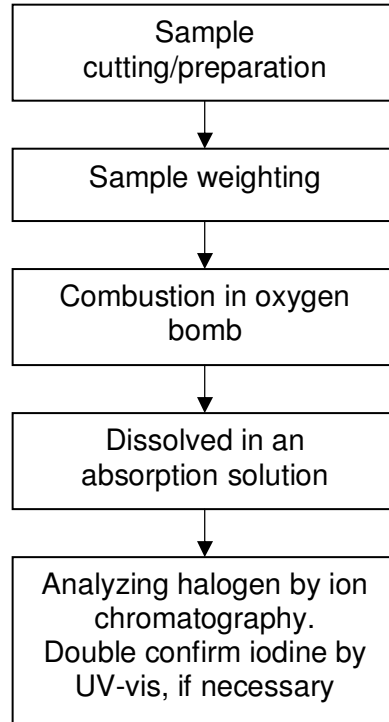 Sample
cutting/preparation
Sample weighting
Combustion in oxygen
bomb
Dissolved in an
absorption solution
Analyzing halogen by ion
chromatography.
Double confirm iodine by
UV-vis, if necessary